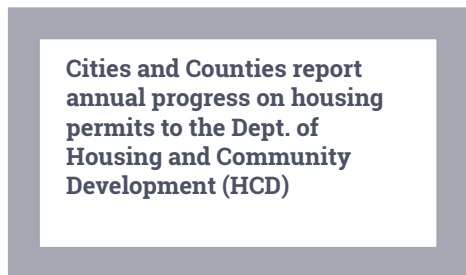 Cities and Counties report
annual progress on housing
permits to the Dept. of
Housing and Community
Development (HCD)